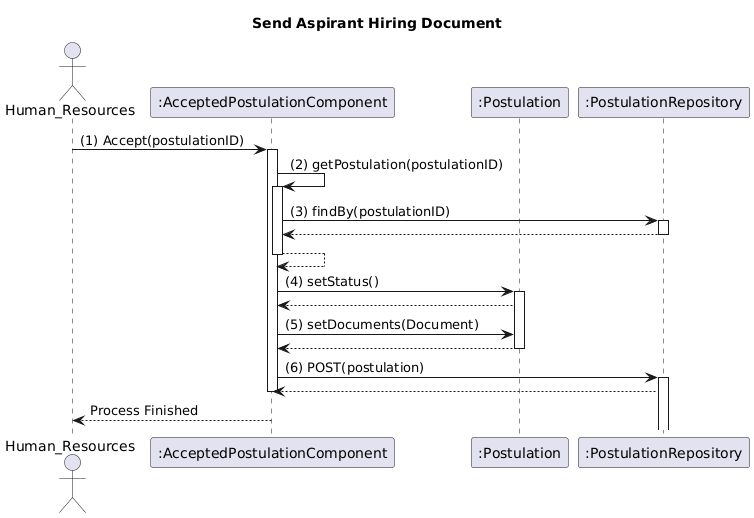 Send Aspirant Hiring Document
Human_Resources
:AcceptedPostulationComponent
:Postulation
:PostulationRepository
(1) Accept(postulationID)
(2) getPostulation(postulationID)
(3) findBy(postulationID)
(4) setStatus()
(5) setDocuments(Document)
(6) POST(postulation)
Process Finished
Human_Resources
:AcceptedPostulationComponent
:Postulation
:PostulationRepository